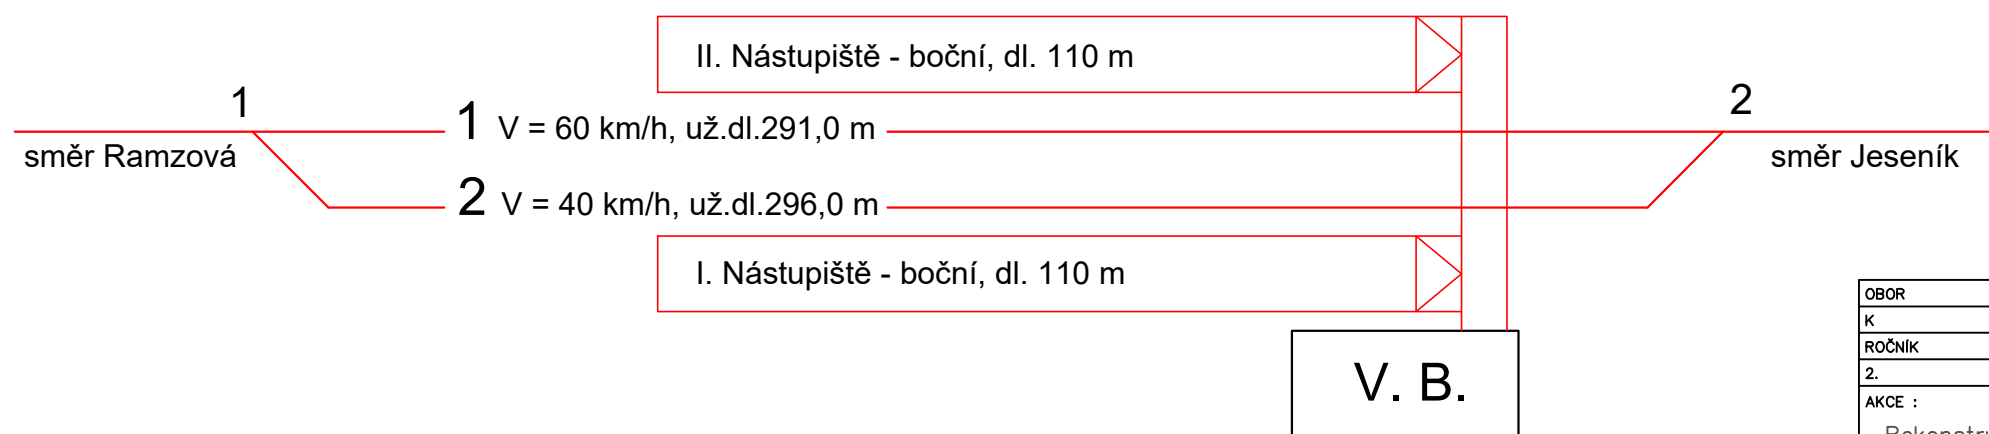 II. Nástupiště - boční, dl. 110 m
1
2
1 V = 60 km/h, už.dl.291,0 m
směr Ramzová
směr Jeseník
2 V = 40 km/h, už.dl.296,0 m
I. Nástupiště - boční, dl. 110 m
V. B.
OBOR
K
ROČNÍK
2.
AKCE :